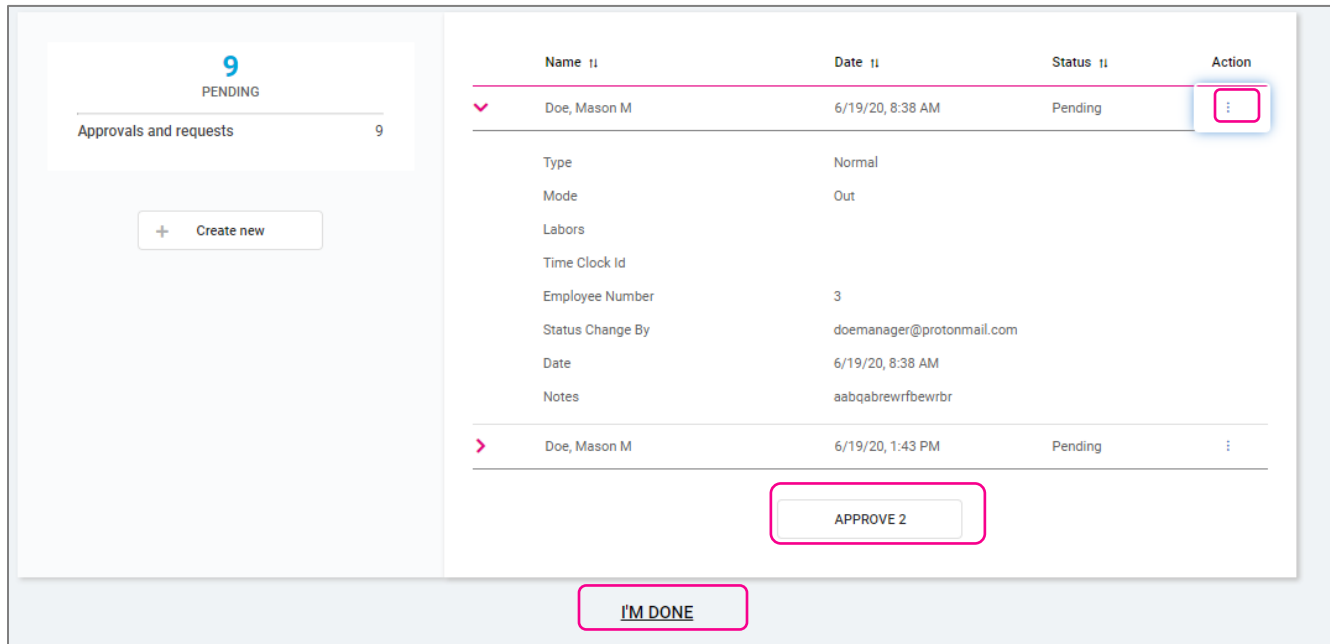 9
PENDING
Approvals and requests 9
+ Create new
Name Date Status Action
Doe, Mason M 6/19/20, 8:38 AM Pending
Type Normal
Mode Out
Labors
Time Clock Id
Employee Number 3
Status Change By doemanager@protonmail.com
Date 6/19/20, 8:38 AM
Notes aabqabrewrfbewrbr
Doe, Mason M 6/19/20, 1:43 PM Pending
APPROVE 2
I'M DONE